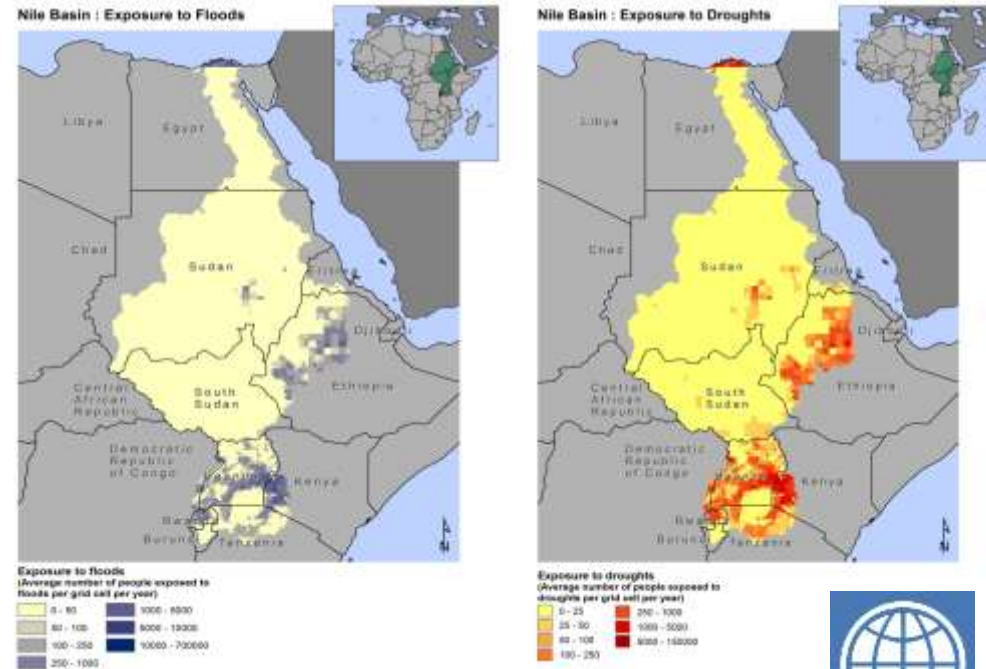 Nile Basin : Exposure to Floods
Libya
Egypt
Chad
Sudan
Eritrea
Djibouti
Central
African
Republic
South
Sudan
Ethiopia
Democratic
Republic
of Congo
Kenya
Tanzania
N
Exposure to floods
(Average number of people exposed to
floods per grid cell per year)
0 - 50
50 - 100
100 - 250
250 - 1000
1000 - 5000
5000 - 10000
10000 - 700000
Nile Basin : Exposure to Droughts
Libya
Egypt
Chad
Sudan
Eritrea
Djibouti
Central
African
Republic
South
Sudan
Ethiopia
Democratic
Republic
of Congo
Kenya
Tanzania
N
Exposure to droughts
(Average number of people exposed to
droughts per grid cell per year)
0 - 25
25 - 50
50 - 100
100 - 250
250 - 1000
1000 - 5000
5000 - 150000